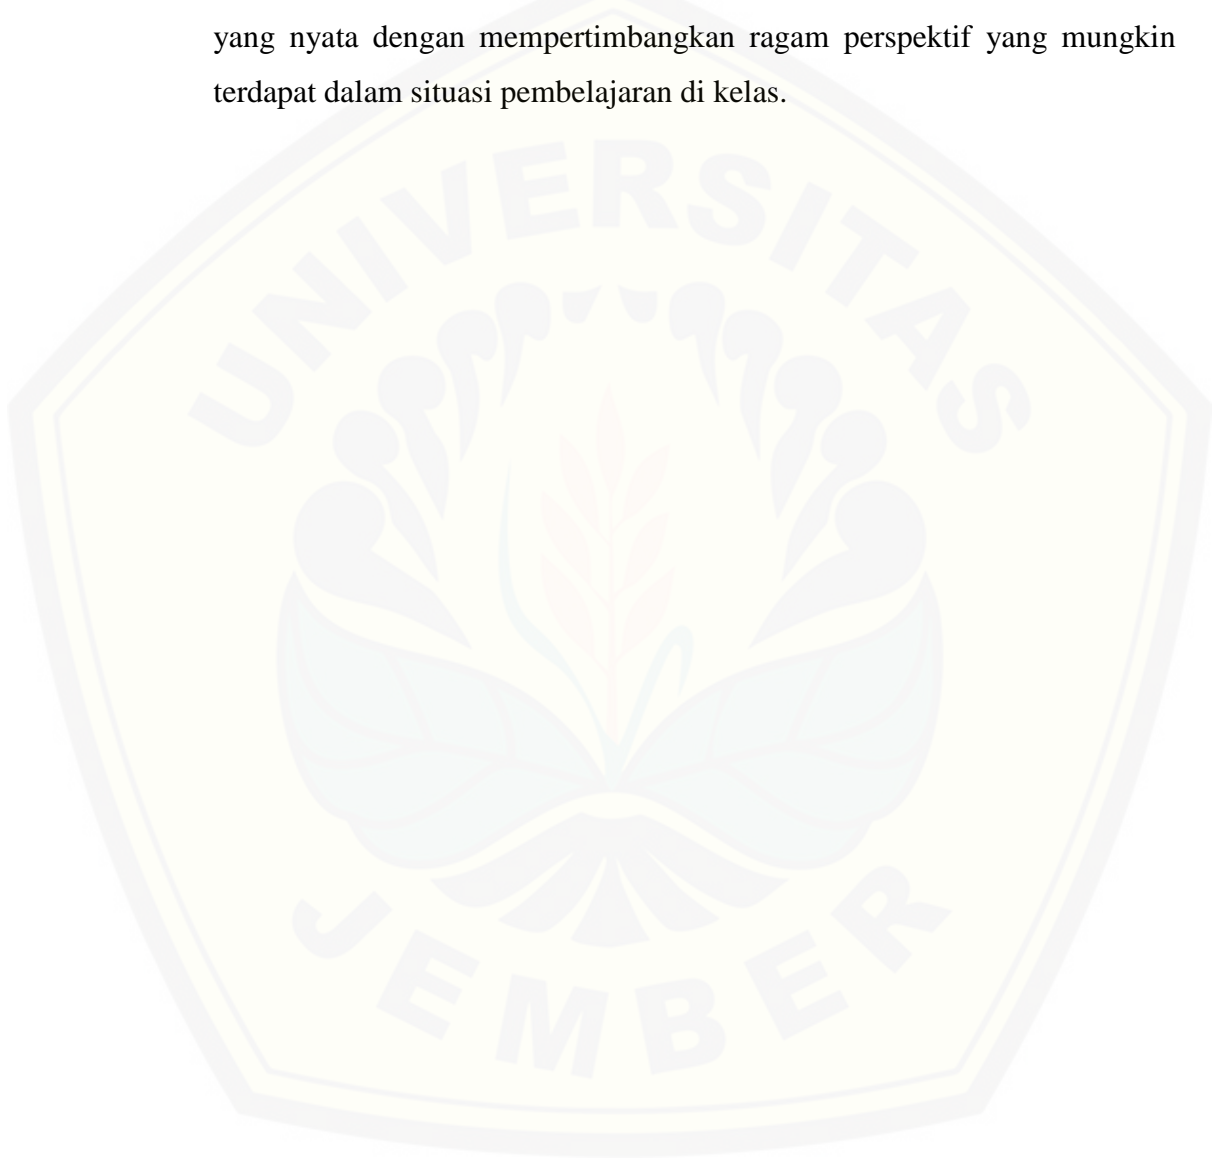 yang nyata dengan mempertimbangkan ragam perspektif yang mungkin
terdapat dalam situasi pembelajaran di kelas.
UNIVERSITAS
JEMBER